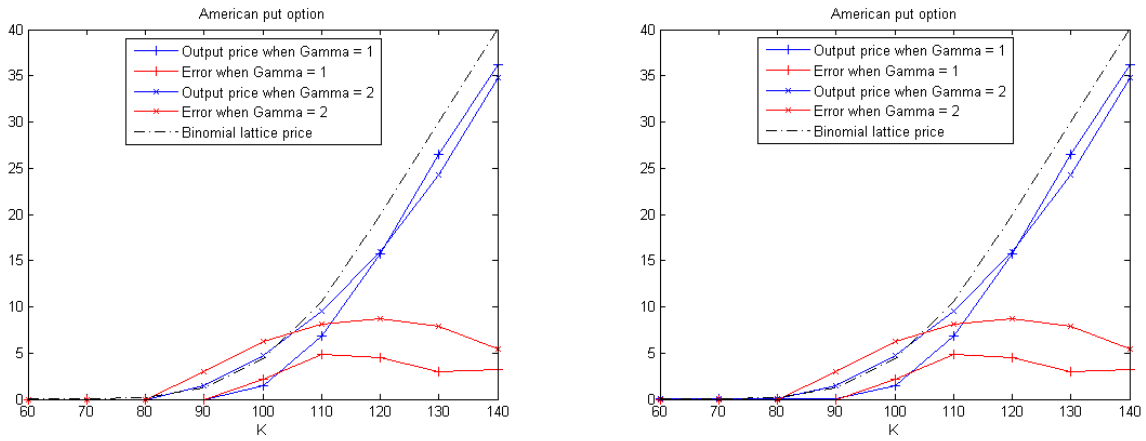 American put option
40
35
30
25
20
15
10
5
0
60 70 80 90 100 110 120 130 140
K
Output price when Gamma = 1
Error when Gamma = 1
Output price when Gamma = 2
Error when Gamma = 2
Binomial lattice price
American put option
40
35
30
25
20
15
10
5
0
60 70 80 90 100 110 120 130 140
K
Output price when Gamma = 1
Error when Gamma = 1
Output price when Gamma = 2
Error when Gamma = 2
Binomial lattice price